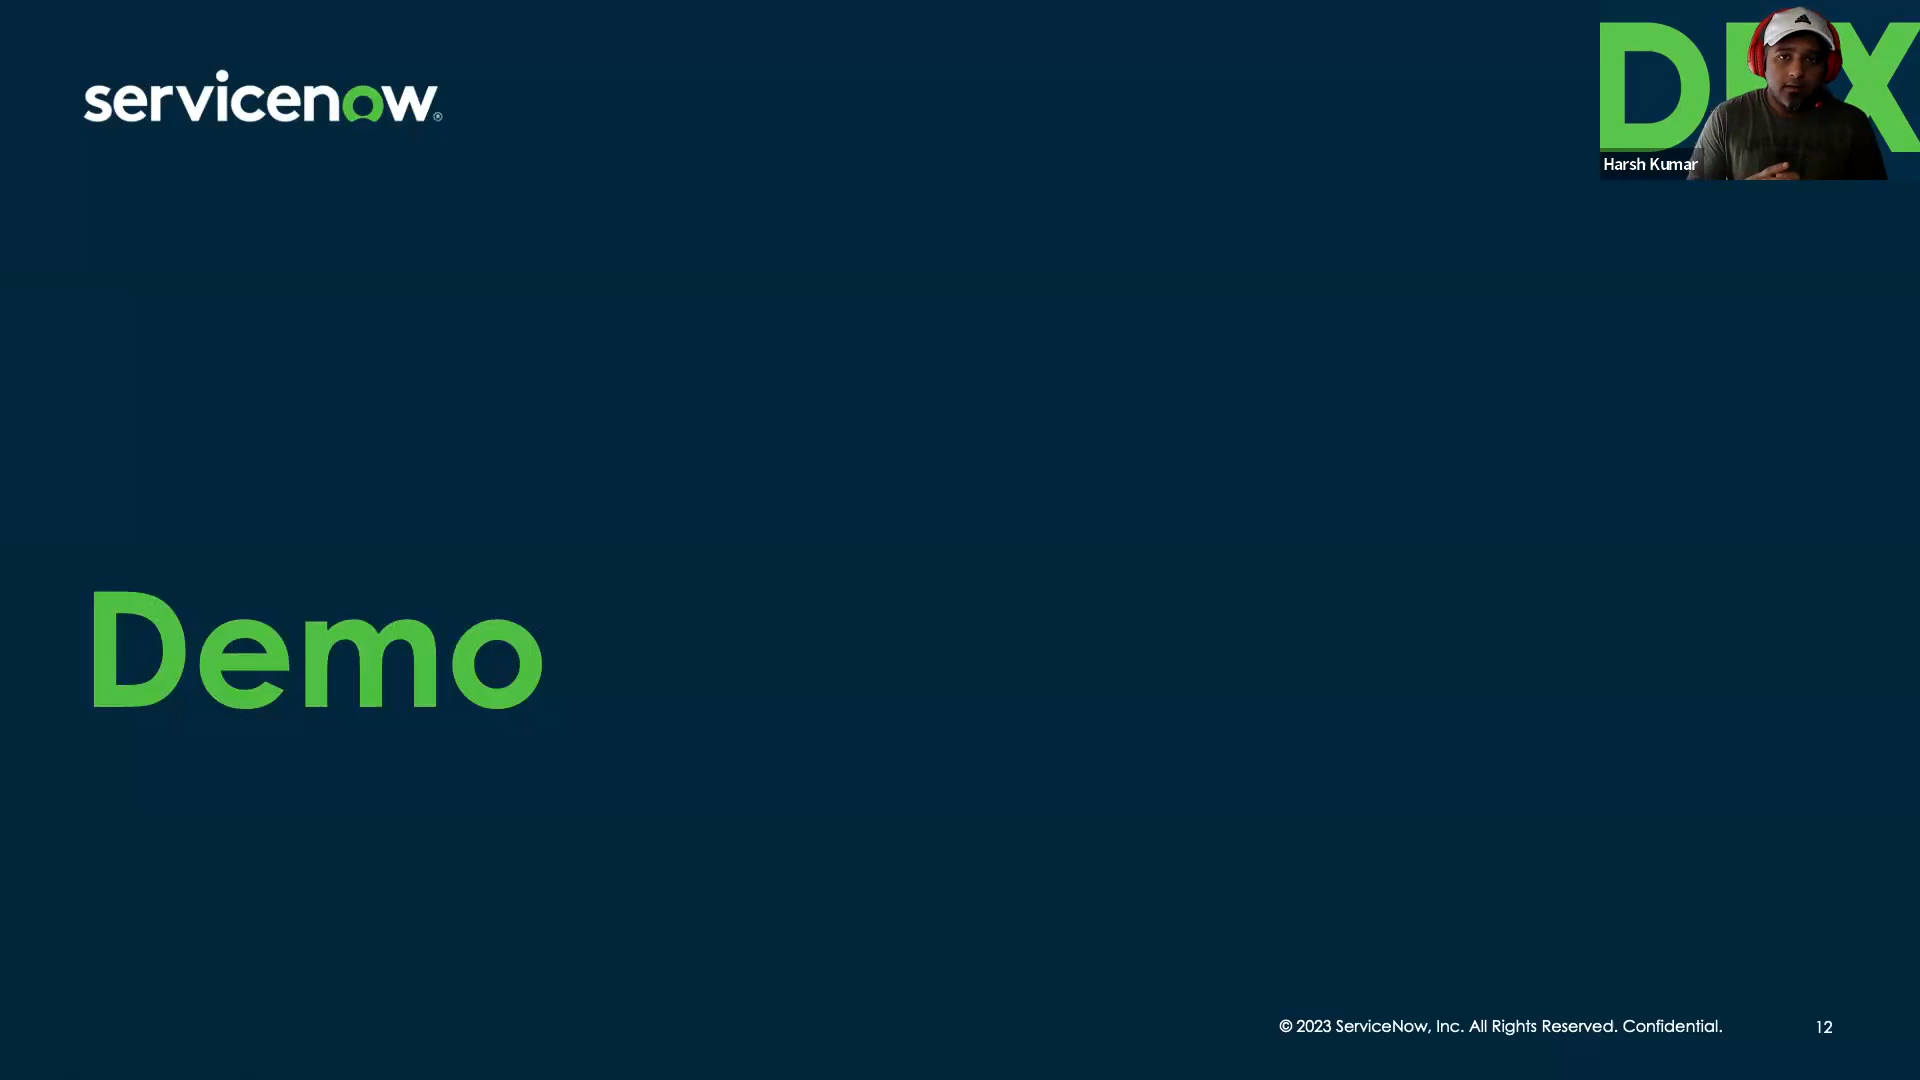 servicenow®
Harsh Kumar
Demo
© 2023 ServiceNow, Inc. All Rights Reserved. Confidential.
12